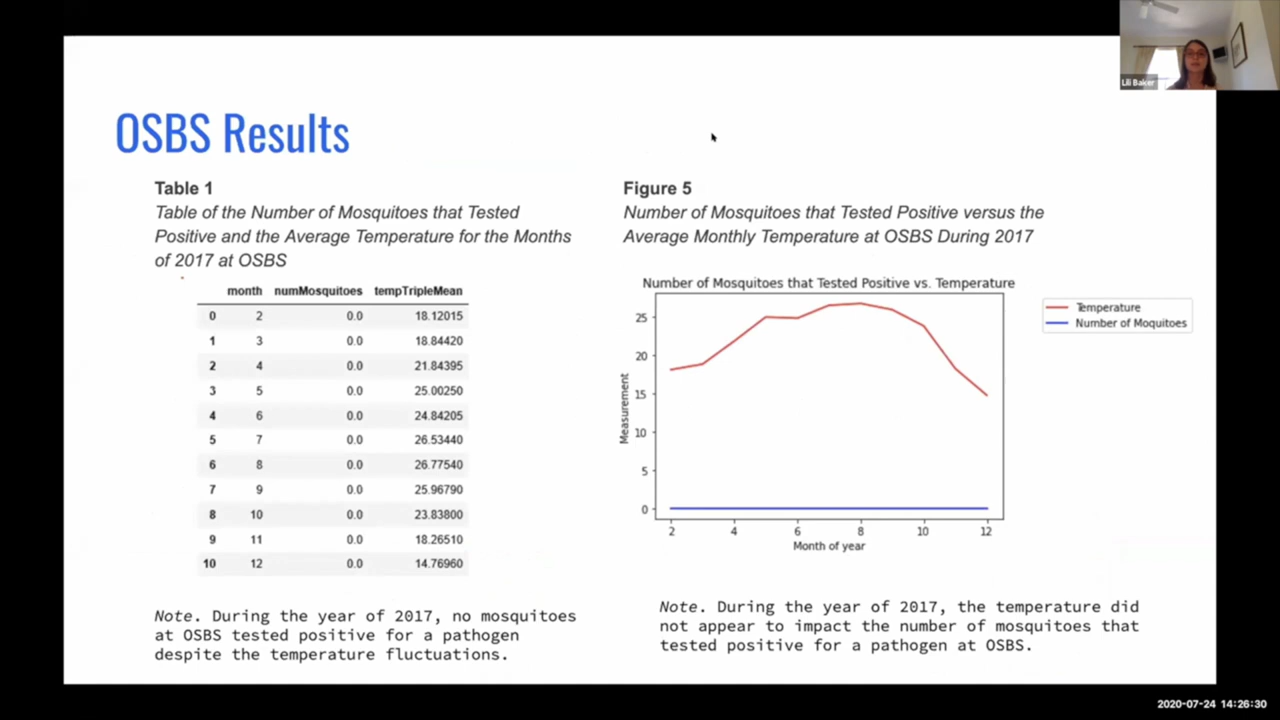 Lili Baker
OSBS Results
Table 1
Table of the Number of Mosquitoes that Tested
Positive and the Average Temperature for the Months
of 2017 at OSBS
month numMosquitoes tempTripleMean
0 2 0.0 18.12015
1 3 0.0 18.84420
2 4 0.0 21.84395
3 5 0.0 25.00250
4 6 0.0 24.84205
5 7 0.0 26.53440
6 8 0.0 26.77540
7 9 0.0 25.96790
8 10 0.0 23.83800
9 11 0.0 18.26510
10 12 0.0 14.76960
Note. During the year of 2017, no mosquitoes
at OSBS tested positive for a pathogen
despite the temperature fluctuations.
Figure 5
Number of Mosquitoes that Tested Positive versus the
Average Monthly Temperature at OSBS During 2017
Number of Mosquitoes that Tested Positive vs. Temperature
Temperature
Number of Moquitoes
Measurement
25
20
15
10
5
0
2 4 6 8 10 12
Month of year
Note. During the year of 2017, the temperature did
not appear to impact the number of mosquitoes that
tested positive for a pathogen at OSBS.
2020-07-24 14:26:30